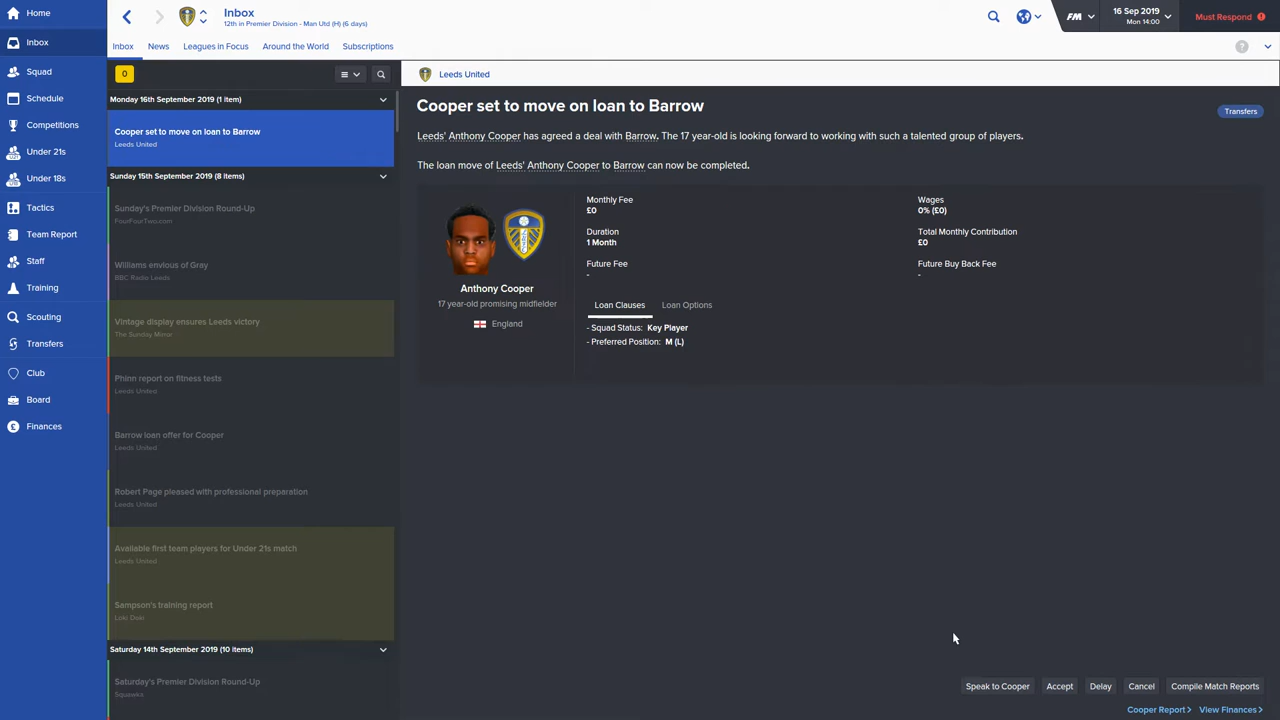 Home
Inbox
Squad
Schedule
Competitions
Under 21s
Under 18s
Tactics
Team Report
Staff
Training
Scouting
Transfers
Club
Board
Finances
Inbox
12th in Premier Division - Man Utd (H) (6 days)
FM
16 Sep 2019
Mon 14:00
Must Respond
Inbox
News
Leagues in Focus
Around the World
Subscriptions
?
0
Monday 16th September 2019 (1 item)
Cooper set to move on loan to Barrow
Leeds United
Sunday 15th September 2019 (8 items)
Sunday's Premier Division Round-Up
FourFourTwo.com
Williams envious of Gray
BBC Radio Leeds
Vintage display ensures Leeds victory
The Sunday Mirror
Phinn report on fitness tests
Leeds United
Barrow loan offer for Cooper
Leeds United
Robert Page pleased with professional preparation
Leeds United
Available first team players for Under 21s match
Leeds United
Sampson's training report
Loki Doki
Saturday 14th September 2019 (10 items)
Saturday's Premier Division Round-Up
Squawka
Leeds United
Cooper set to move on loan to Barrow
Transfers
Leeds' Anthony Cooper has agreed a deal with Barrow. The 17 year-old is looking forward to working with such a talented group of players.
The loan move of Leeds' Anthony Cooper to Barrow can now be completed.
Anthony Cooper
17 year-old promising midfielder
England
Monthly Fee
£0
Duration
1 Month
Future Fee
-
Wages
0% (£0)
Total Monthly Contribution
£0
Future Buy Back Fee
-
Loan Clauses
Loan Options
- Squad Status: Key Player
- Preferred Position: M (L)
Speak to Cooper
Accept
Delay
Cancel
Compile Match Reports
Cooper Report >
View Finances >